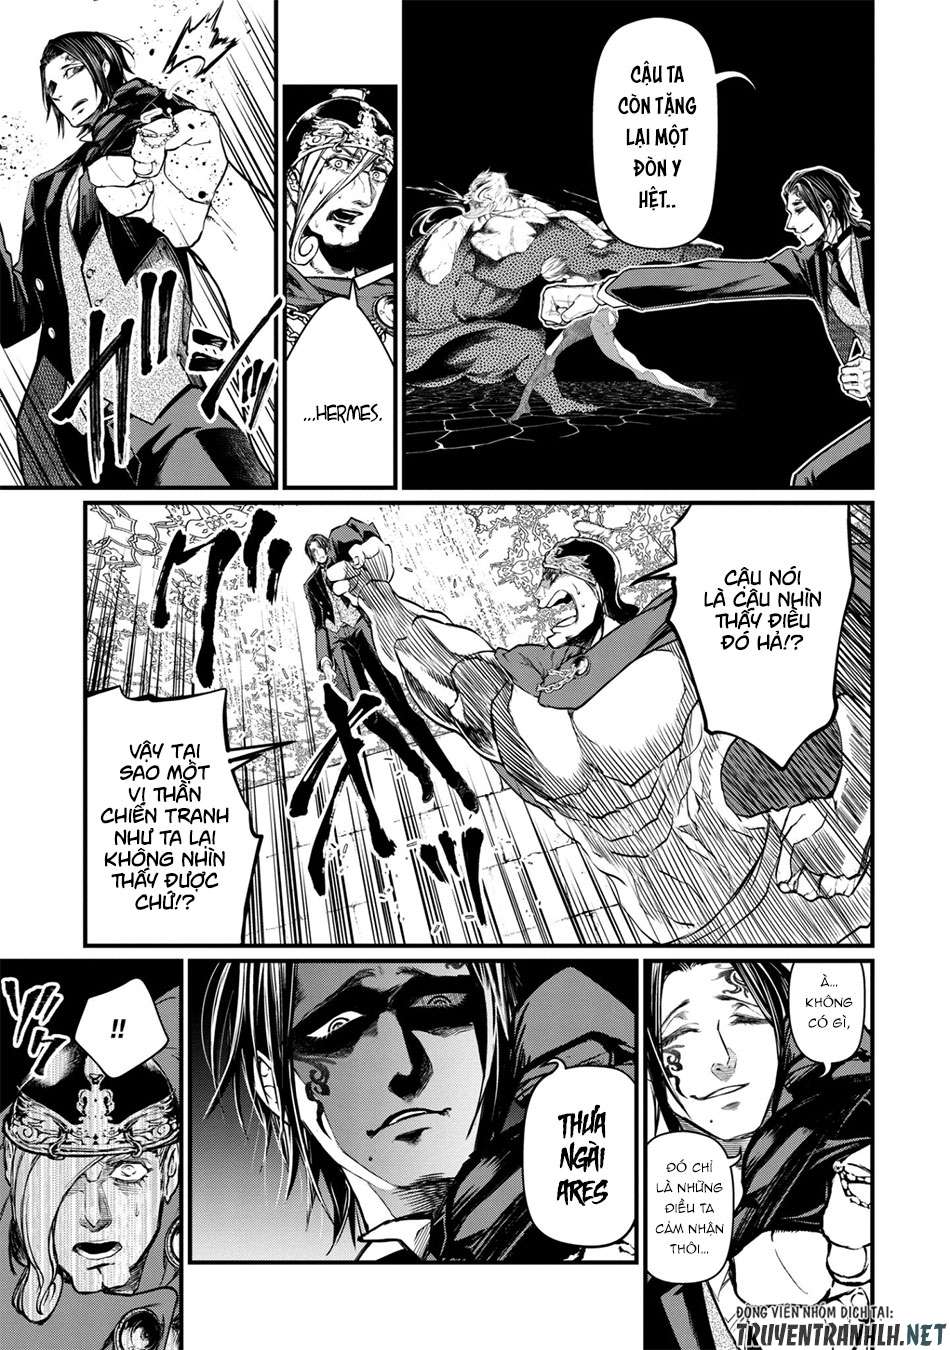 CẬU TA
CÒN TẶNG
LẠI MỘT
ĐÒN Y
HỆT..
...HERMES.
CẬU NÓI
LÀ CẬU NHÌN
THẤY ĐIỀU
ĐÓ HẢ!?
VẬY TẠI
SAO MỘT
VỊ THẦN
CHIẾN TRANH
NHƯ TA LẠI
KHÔNG NHÌN
THẤY ĐƯỢC
CHỨ!?
À...
KHÔNG
CÓ GÌ,
ĐÓ CHỈ
LÀ NHỮNG
ĐIỀU TA
CẢM NHẬN
THÔI...
THƯA
NGÀI
ARES
!!
ĐỘNG VIÊN NHÓM DỊCH TẠI:
TRUYENTRANHLH.NET